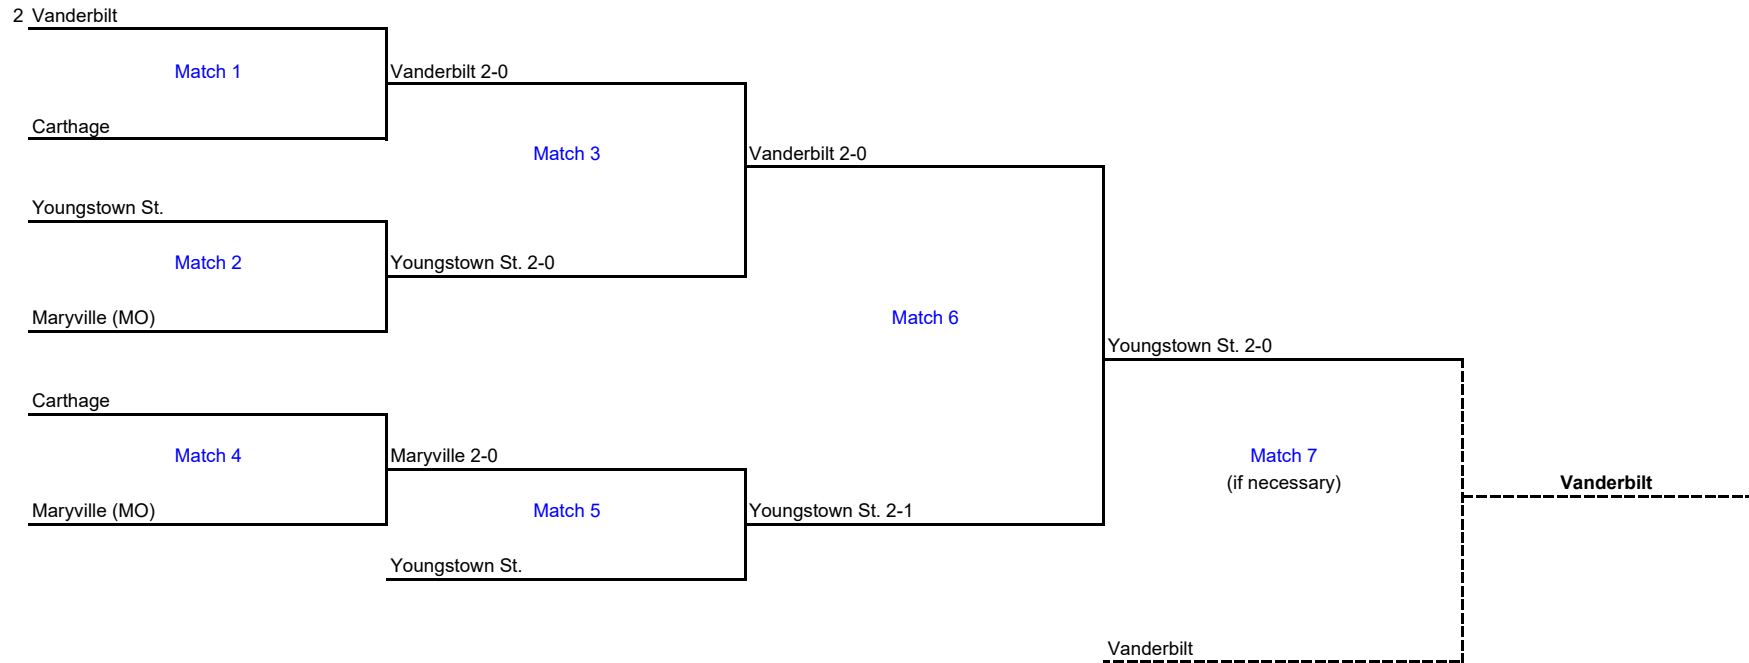 2 Vanderbilt
Match 1
Vanderbilt 2-0
Carthage
Match 3
Vanderbilt 2-0
Youngstown St.
Match 2
Youngstown St. 2-0
Maryville (MO)
Match 6
Youngstown St. 2-0
Carthage
Match 4
Maryville 2-0
Match 7
(if necessary)
Vanderbilt
Maryville (MO)
Match 5
Youngstown St. 2-1
Youngstown St.
Vanderbilt